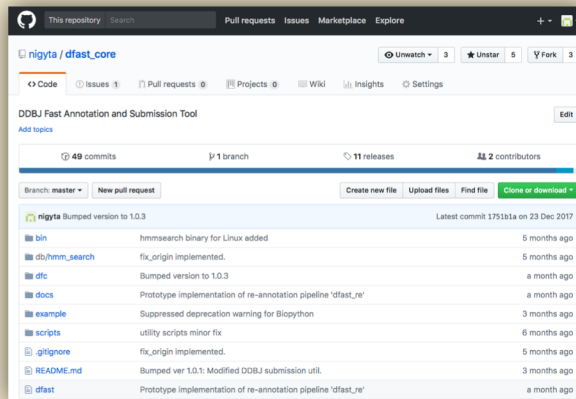 This repository Search Pull requests Issues Marketplace Explore
nigyta / dfast_core Unwatch 3 Unstar 5 Fork 3
Code Issues 1 Pull requests 0 Projects 0 Wiki Insights Settings
DDBJ Fast Annotation and Submission Tool Edit
Add topics
49 commits 1 branch 11 releases 2 contributors
Branch: master New pull request Create new file Upload files Find file Clone or download
nigyta Bumped version to 1.0.3 Latest commit 1751b1a on 23 Dec 2017
bin hmmsearch binary for Linux added 5 months ago
db/hmm_search fix_origin implemented. 5 months ago
dfc Bumped version to 1.0.3 a month ago
docs Prototype implementation of re-annotation pipeline 'dfast_re' a month ago
example Suppressed deprecation warning for Biopython 3 months ago
scripts utility scripts minor fix 6 months ago
.gitignore fix_origin implemented. 5 months ago
README.md Bumped ver 1.0.1: Modified DDBJ submission util. 3 months ago
dfast Prototype implementation of re-annotation pipeline 'dfast_re' a month ago